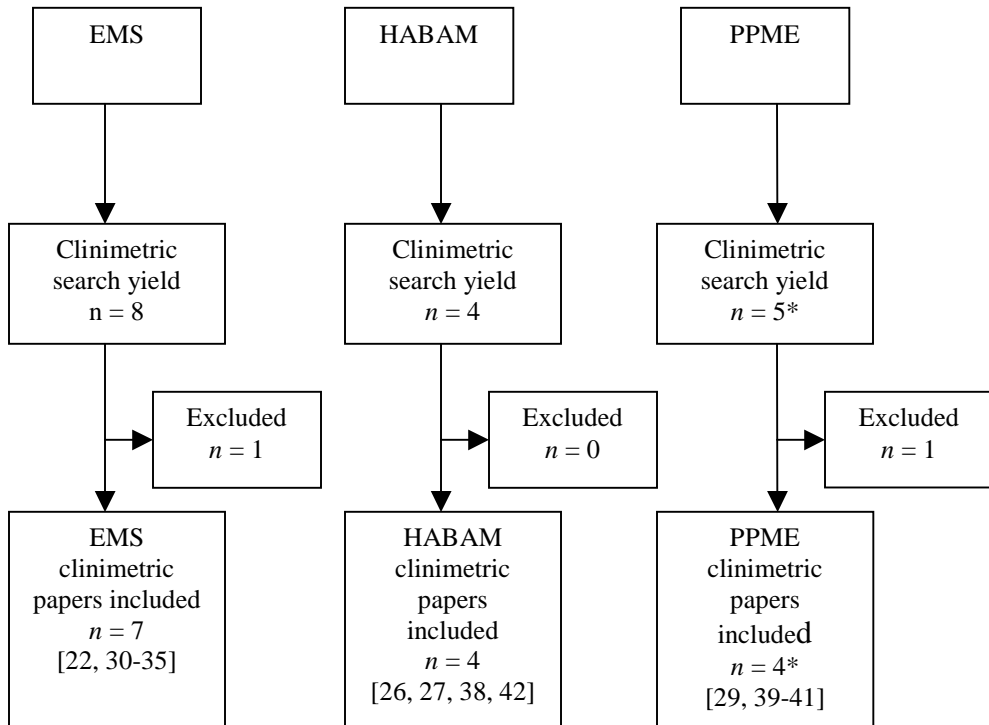 EMS
HABAM
PPME
Clinimetric
search yield
n = 8
Clinimetric
search yield
n = 4
Clinimetric
search yield
n = 5*
Excluded
n = 1
Excluded
n = 0
Excluded
n = 1
EMS
clinimetric
papers included
n = 7
[22, 30-35]
HABAM
clinimetric
papers
included
n = 4
[26, 27, 38, 42]
PPME
clinimetric
papers
included
n = 4*
[29, 39-41]